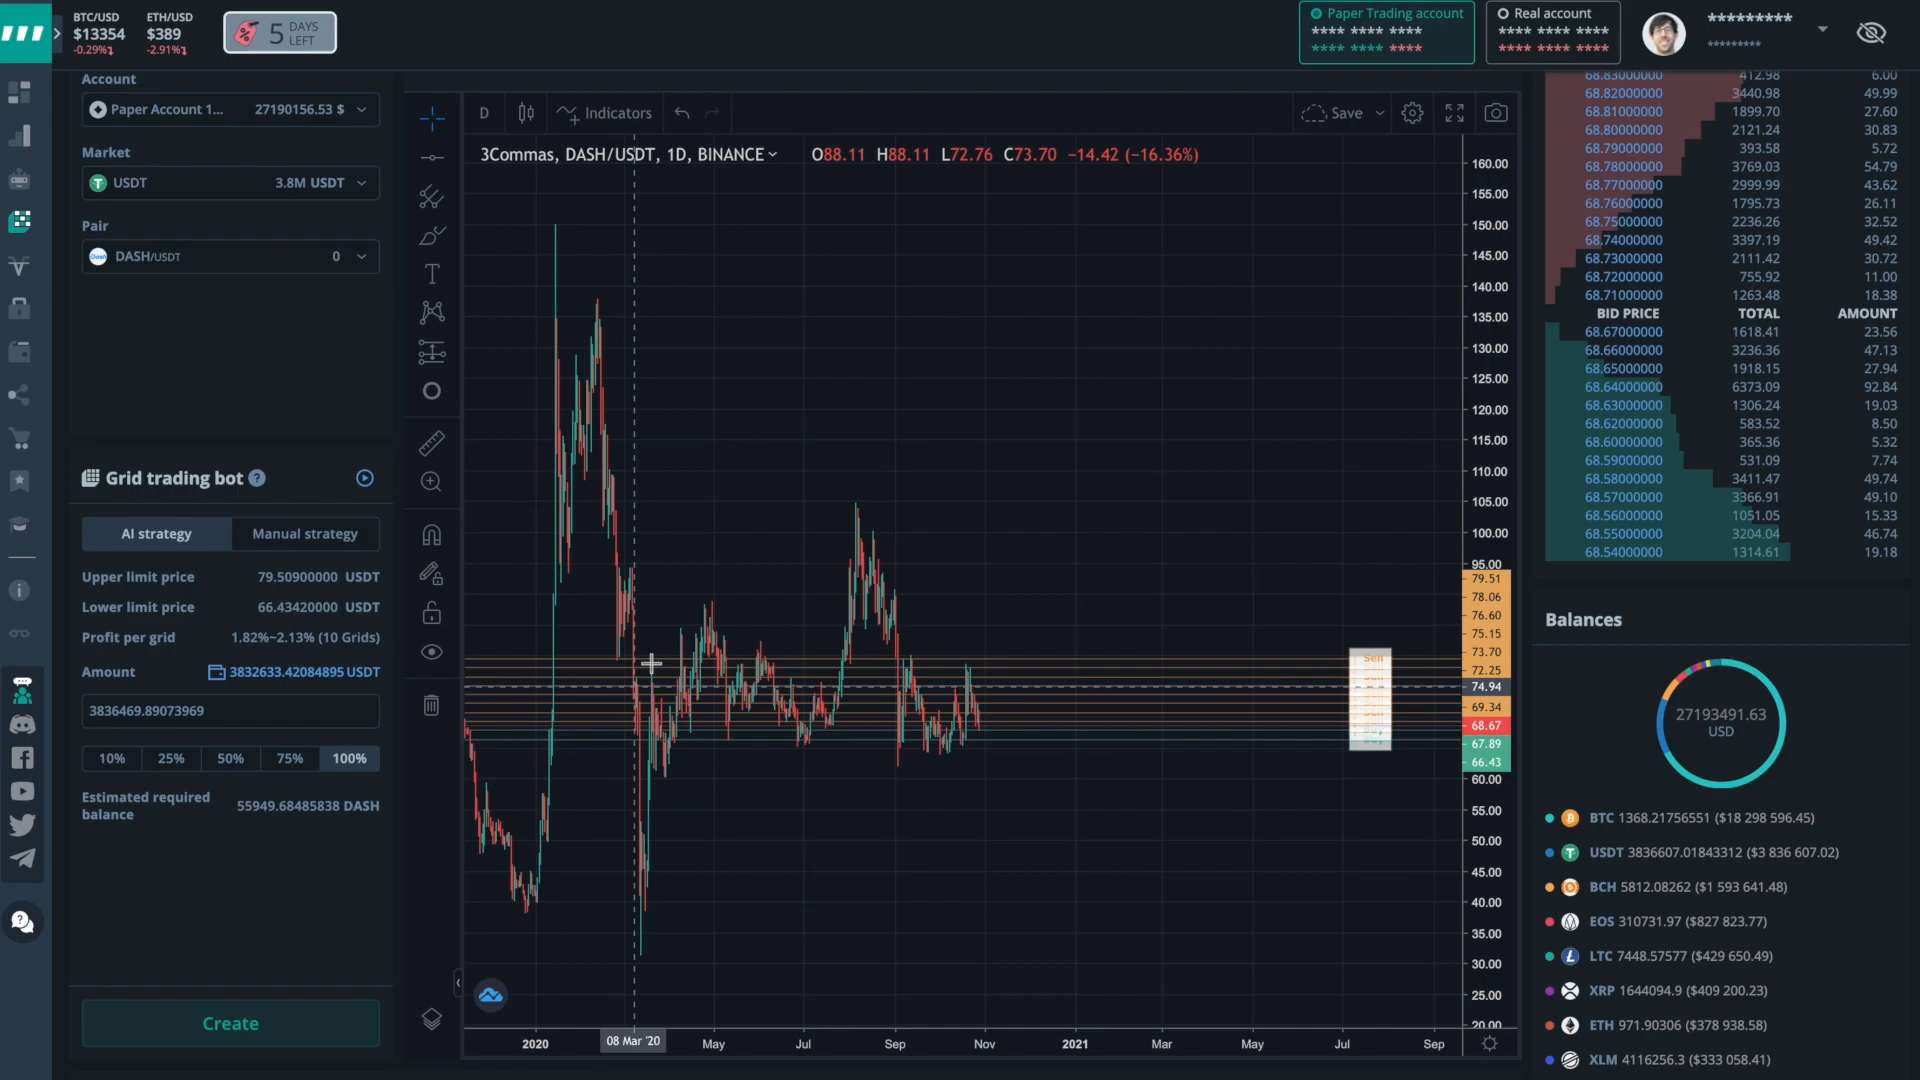 BTC/USD
$13354
-0.29%
ETH/USD
$389
-2.91%
5 DAYS LEFT
Paper Trading account
**** **** ****
**** **** ****
Real account
**** **** ****
**** **** ****
*********
*********
Account
Paper Account 1... 27190156.53 $
Market
USDT 3.8M USDT
Pair
DASH/USDT 0
Grid trading bot ?
AI strategy Manual strategy
Upper limit price 79.50900000 USDT
Lower limit price 66.43420000 USDT
Profit per grid 1.82%~2.13% (10 Grids)
Amount 3832633.42084895 USDT
3836469.89073969
10% 25% 50% 75% 100%
Estimated required balance 55949.68485838 DASH
Create
D Indicators Save
3Commas, DASH/USDT, 1D, BINANCE O88.11 H88.11 L72.76 C73.70 −14.42 (−16.36%)
160.00
155.00
150.00
145.00
140.00
135.00
130.00
125.00
120.00
115.00
110.00
105.00
100.00
95.00
79.51
78.06
76.60
75.15
73.70
72.25
74.94
69.34
68.67
67.89
66.43
60.00
55.00
50.00
45.00
40.00
35.00
30.00
25.00
20.00
Sell
2020 08 Mar '20 May Jul Sep Nov 2021 Mar May Jul Sep
68.83000000 412.98 6.00
68.82000000 3440.98 49.99
68.81000000 1899.70 27.60
68.80000000 2121.24 30.83
68.79000000 393.58 5.72
68.78000000 3769.03 54.79
68.77000000 2999.99 43.62
68.76000000 1795.73 26.11
68.75000000 2236.26 32.52
68.74000000 3397.19 49.42
68.73000000 2111.42 30.72
68.72000000 755.92 11.00
68.71000000 1263.48 18.38
BID PRICE TOTAL AMOUNT
68.67000000 1618.41 23.56
68.66000000 3236.36 47.13
68.65000000 1918.15 27.94
68.64000000 6373.09 92.84
68.63000000 1306.24 19.03
68.62000000 583.52 8.50
68.60000000 365.36 5.32
68.59000000 531.09 7.74
68.58000000 3411.47 49.74
68.57000000 3366.91 49.10
68.56000000 1051.05 15.33
68.55000000 3204.04 46.74
68.54000000 1314.61 19.18
Balances
27193491.63
USD
BTC 1368.21756551 ($18 298 596.45)
USDT 3836607.01843312 ($3 836 607.02)
BCH 5812.08262 ($1 593 641.48)
EOS 310731.97 ($827 823.77)
LTC 7448.57577 ($429 650.49)
XRP 1644094.9 ($409 200.23)
ETH 971.90306 ($378 938.58)
XLM 4116256.3 ($333 058.41)